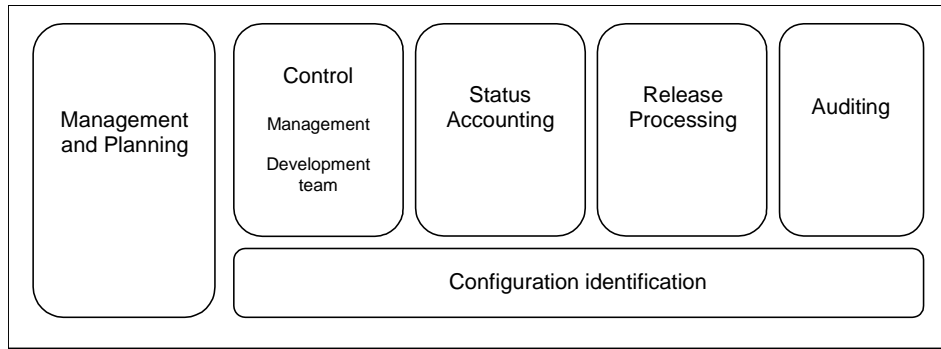 Management
and Planning
Control
Management
Development
team
Status
Accounting
Release
Processing
Auditing
Configuration identification